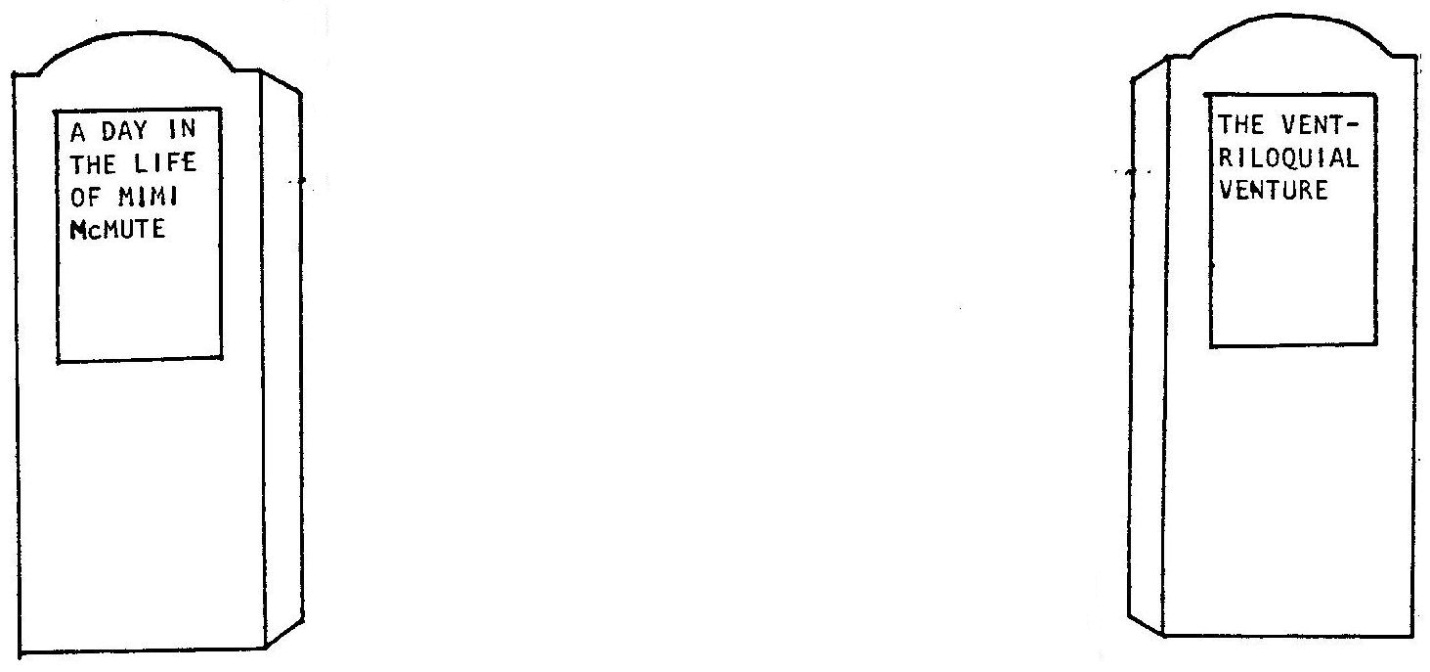 A DAY IN
THE LIFE
OF MIMI
McMUTE
THE VENT-
RILOQUIAL
VENTURE